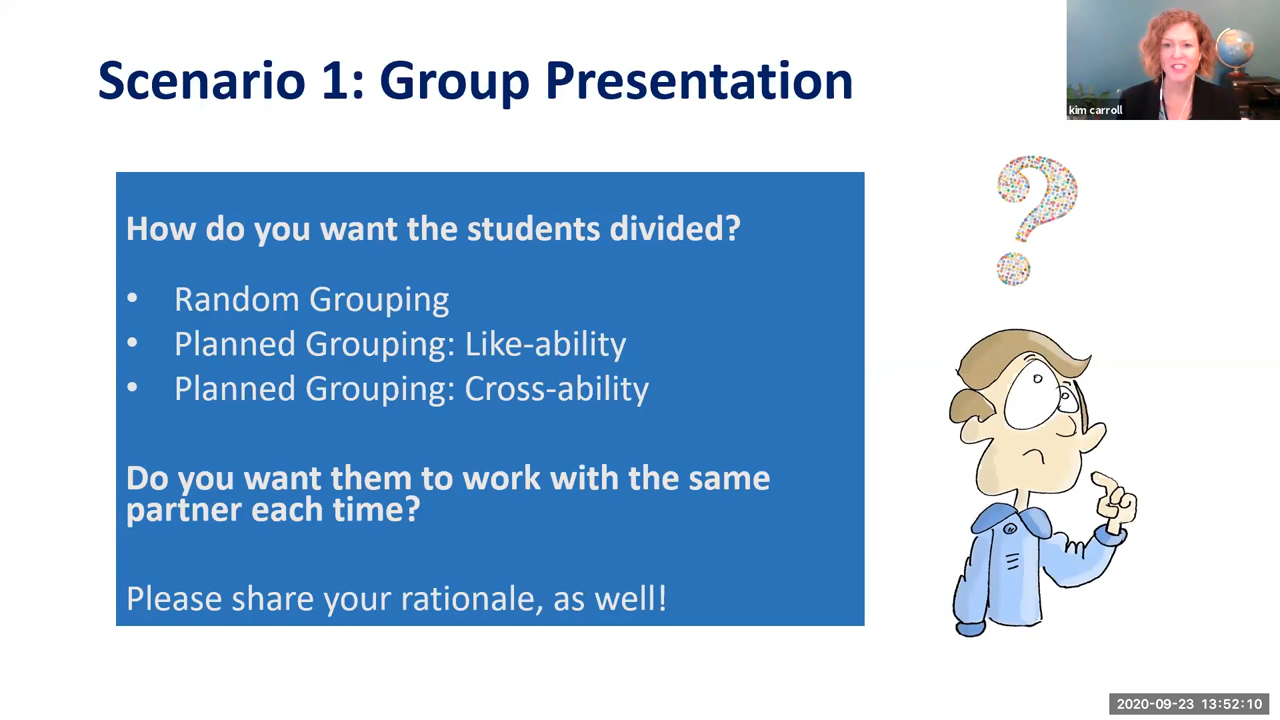 Scenario 1: Group Presentation
kim carroll
How do you want the students divided?
• Random Grouping
• Planned Grouping: Like-ability
• Planned Grouping: Cross-ability
Do you want them to work with the same
partner each time?
Please share your rationale, as well!
2020-09-23 13:52:10